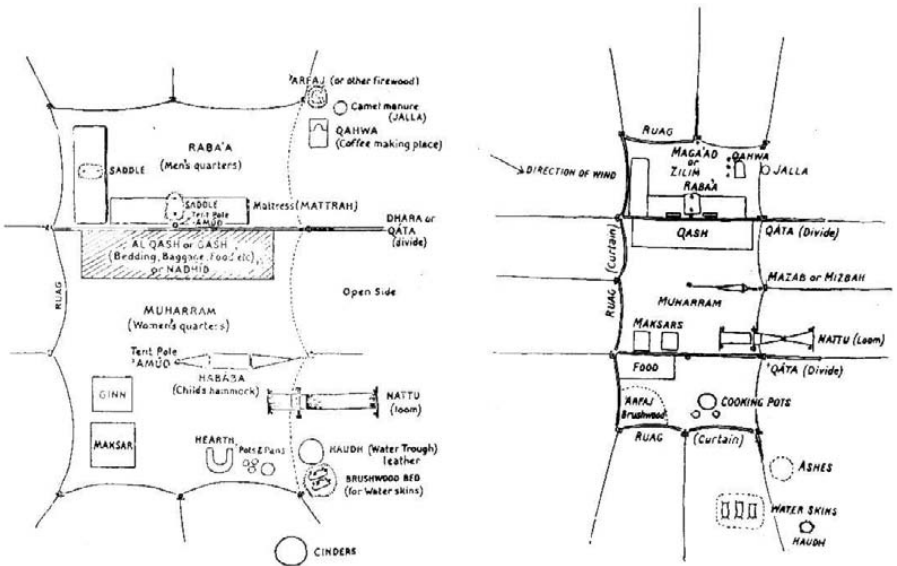 'ARFAJ (or other firewood)
Camel manure
(JALLA)
QAHWA
(Coffee making place)
RABA'A
(Men's quarters)
SADDLE
SADDLE
Tent Pole
'AMUD
Mattress (MATTRAH)
DHARA or
QATA
(divide)
AL QASH or GASH
(Bedding, Baggage, Food etc),
or NADHID
RUAG
Open Side
MUHARRAM
(Women's quarters)
Tent Pole
'AMUD
HABABA
(Child's hammock)
GINN
NATTU
(loom)
MAKSAR
HEARTH
Pots & Pans
HAUDH (Water Trough)
leather
BRUSHWOOD BED
(for Water skins)
CINDERS
RUAG
MAGA'AD
or
ZILIM
QAHWA
JALLA
DIRECTION OF WIND
RABA'A
QASH
QATA (Divide)
RUAG (Curtain)
MAZAB or MIZBAH
MUHARRAM
MAKSARS
NATTU (Loom)
FOOD
'QATA (Divide)
'ARFAJ
Brushwood
COOKING POTS
RUAG (Curtain)
ASHES
WATER SKINS
HAUDH